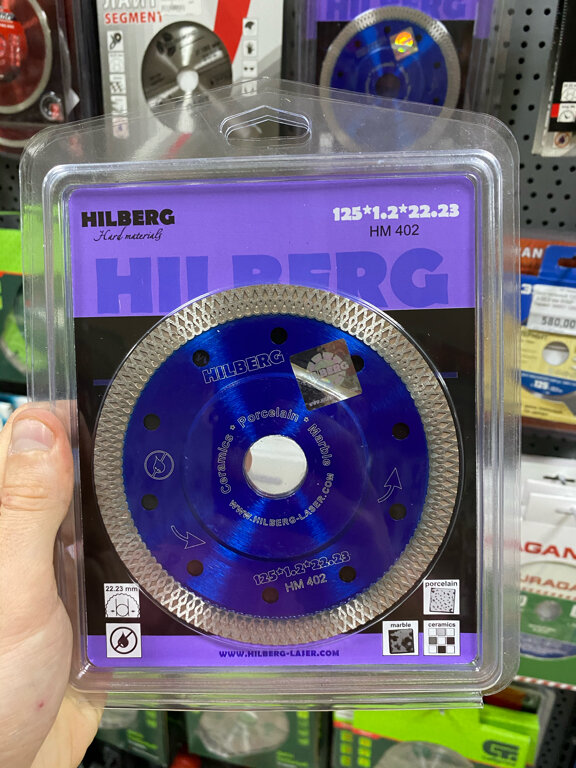 SEGMENT
HILBERG
Hard materials
125*1.2*22.23
HM 402
HILBERG
HILBERG
HILBERG
Ceramics * Porcelain * Marble
WWW.HILBERG-LASER.COM
125*1.2*22.23
HM 402
22.23 mm
porcelain
marble
ceramics
WWW.HILBERG-LASER.COM
580,00
125